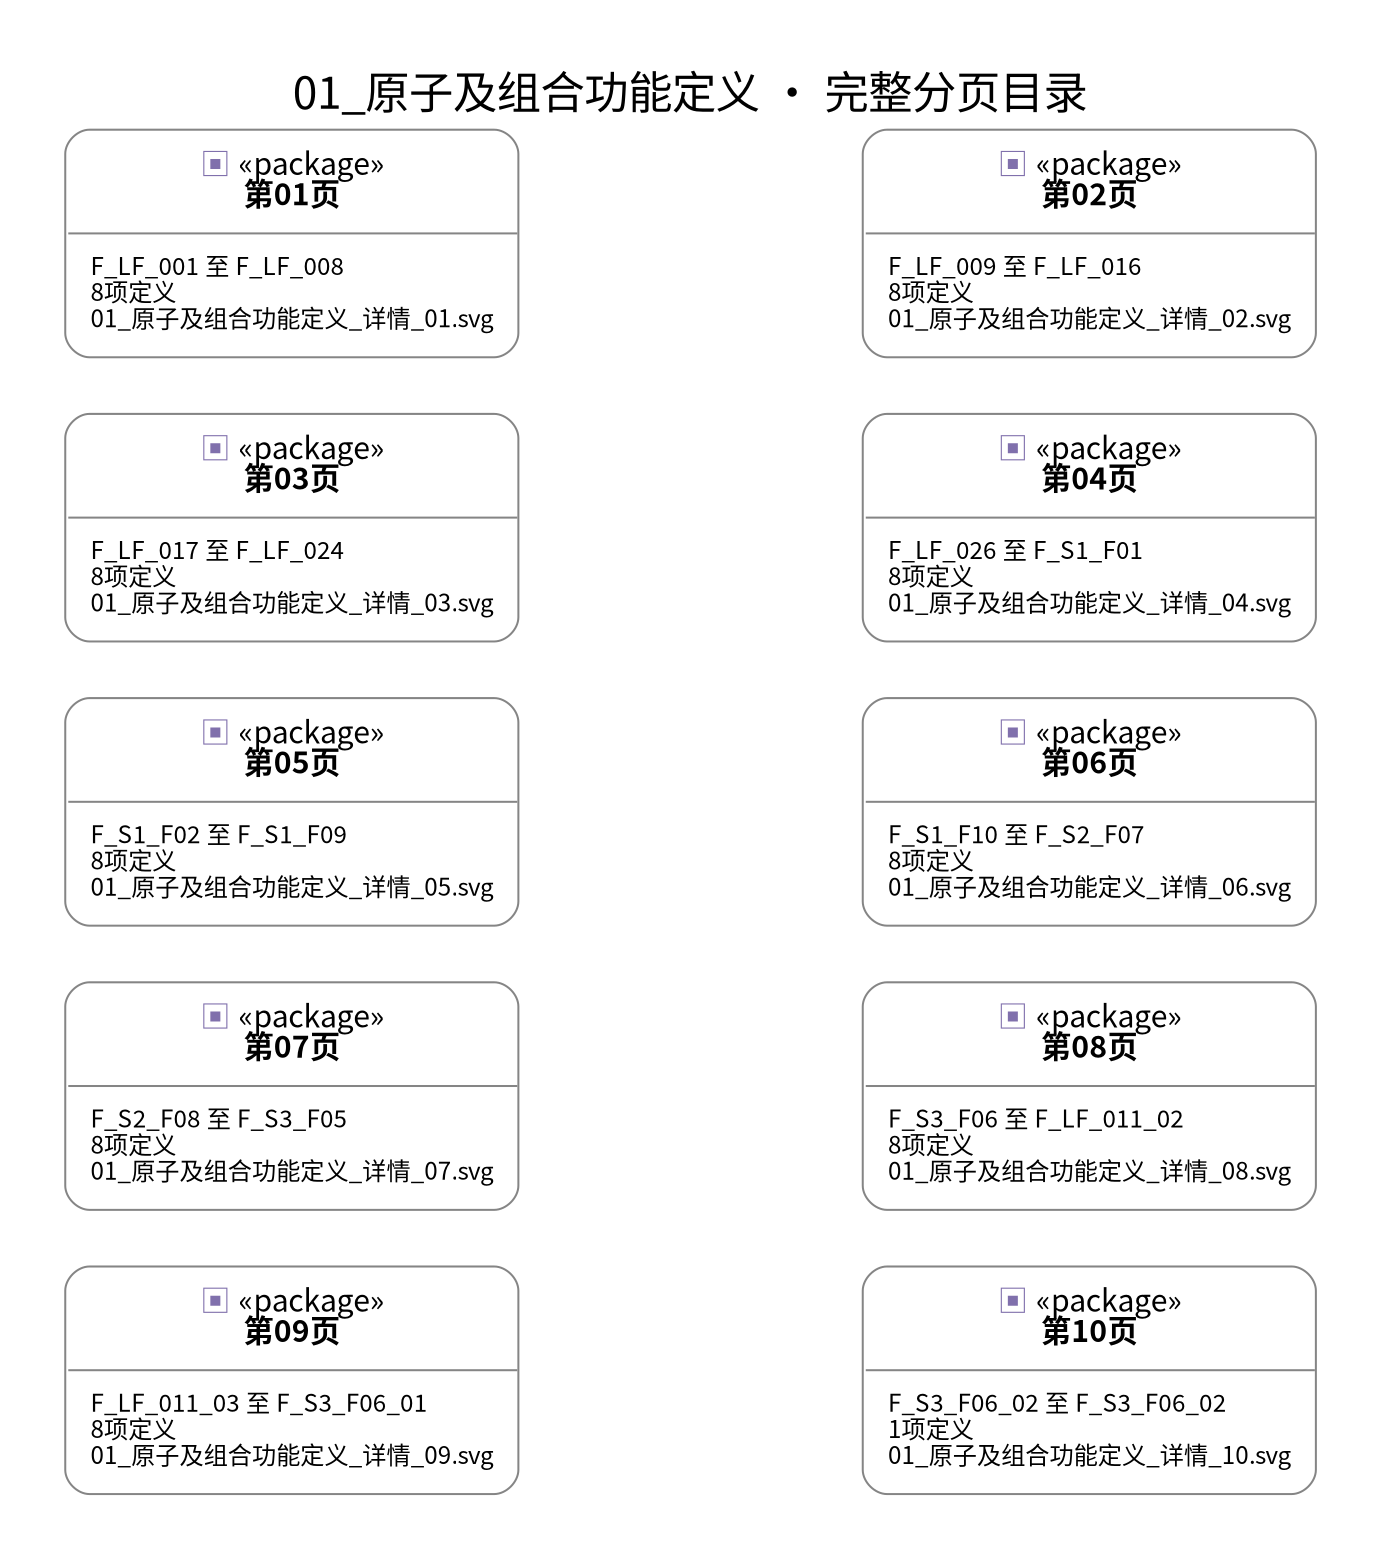 01_原子及组合功能定义 · 完整分页目录
«package»
第01页
F_LF_001 至 F_LF_008
8项定义
01_原子及组合功能定义_详情_01.svg
«package»
第02页
F_LF_009 至 F_LF_016
8项定义
01_原子及组合功能定义_详情_02.svg
«package»
第03页
F_LF_017 至 F_LF_024
8项定义
01_原子及组合功能定义_详情_03.svg
«package»
第04页
F_LF_026 至 F_S1_F01
8项定义
01_原子及组合功能定义_详情_04.svg
«package»
第05页
F_S1_F02 至 F_S1_F09
8项定义
01_原子及组合功能定义_详情_05.svg
«package»
第06页
F_S1_F10 至 F_S2_F07
8项定义
01_原子及组合功能定义_详情_06.svg
«package»
第07页
F_S2_F08 至 F_S3_F05
8项定义
01_原子及组合功能定义_详情_07.svg
«package»
第08页
F_S3_F06 至 F_LF_011_02
8项定义
01_原子及组合功能定义_详情_08.svg
«package»
第09页
F_LF_011_03 至 F_S3_F06_01
8项定义
01_原子及组合功能定义_详情_09.svg
«package»
第10页
F_S3_F06_02 至 F_S3_F06_02
1项定义
01_原子及组合功能定义_详情_10.svg